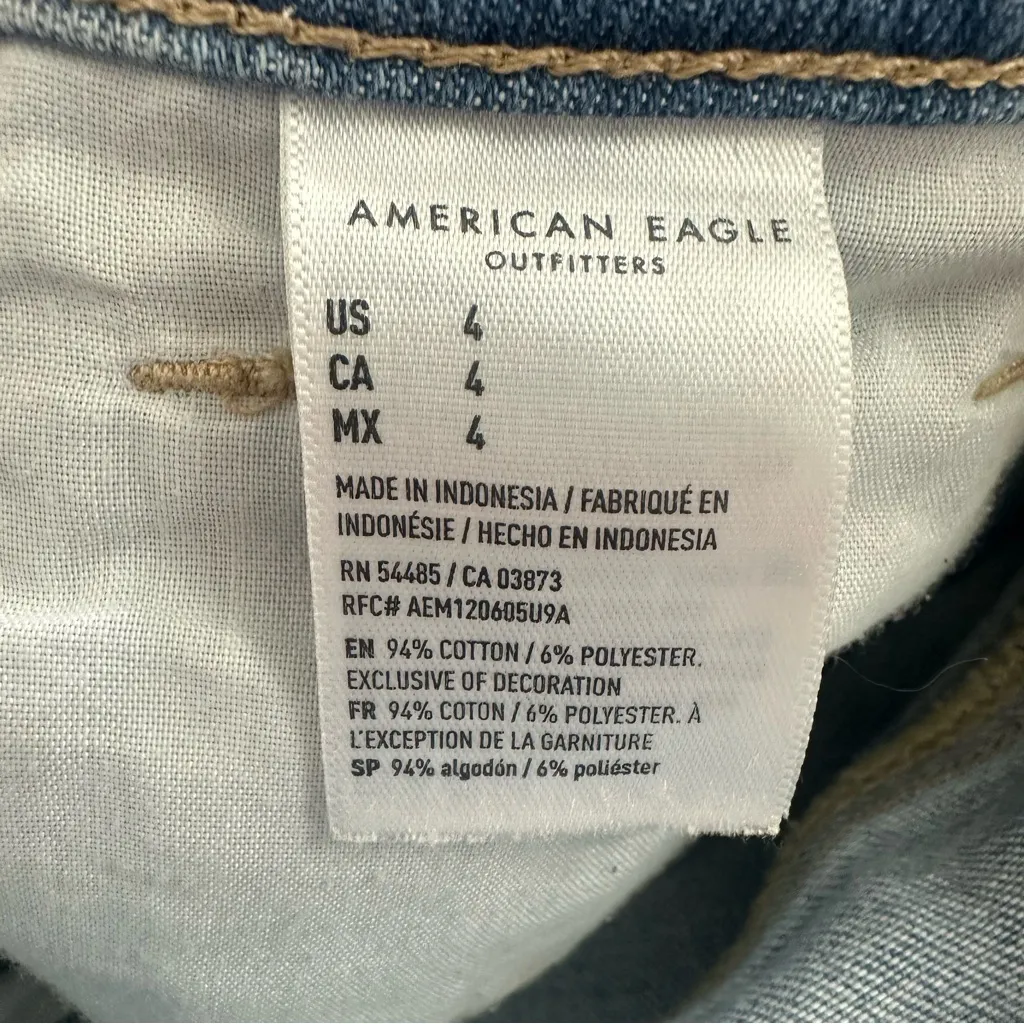 AMERICAN EAGLE
OUTFITTERS
US 4
CA 4
MX 4
MADE IN INDONESIA / FABRIQUÉ EN
INDONÉSIE / HECHO EN INDONESIA
RN 54485 / CA 03873
RFC# AEM120605U9A
EN 94% COTTON / 6% POLYESTER.
EXCLUSIVE OF DECORATION
FR 94% COTON / 6% POLYESTER. À
L'EXCEPTION DE LA GARNITURE
SP 94% algodón / 6% poliéster